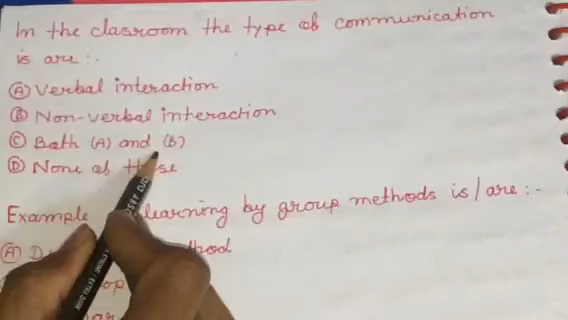 In the classroom the type of communication
is are :-
(A) Verbal interaction
(B) Non-verbal interaction
(C) Both (A) and (B)
(D) None of these
Example learning by group methods is/are :-
(A)